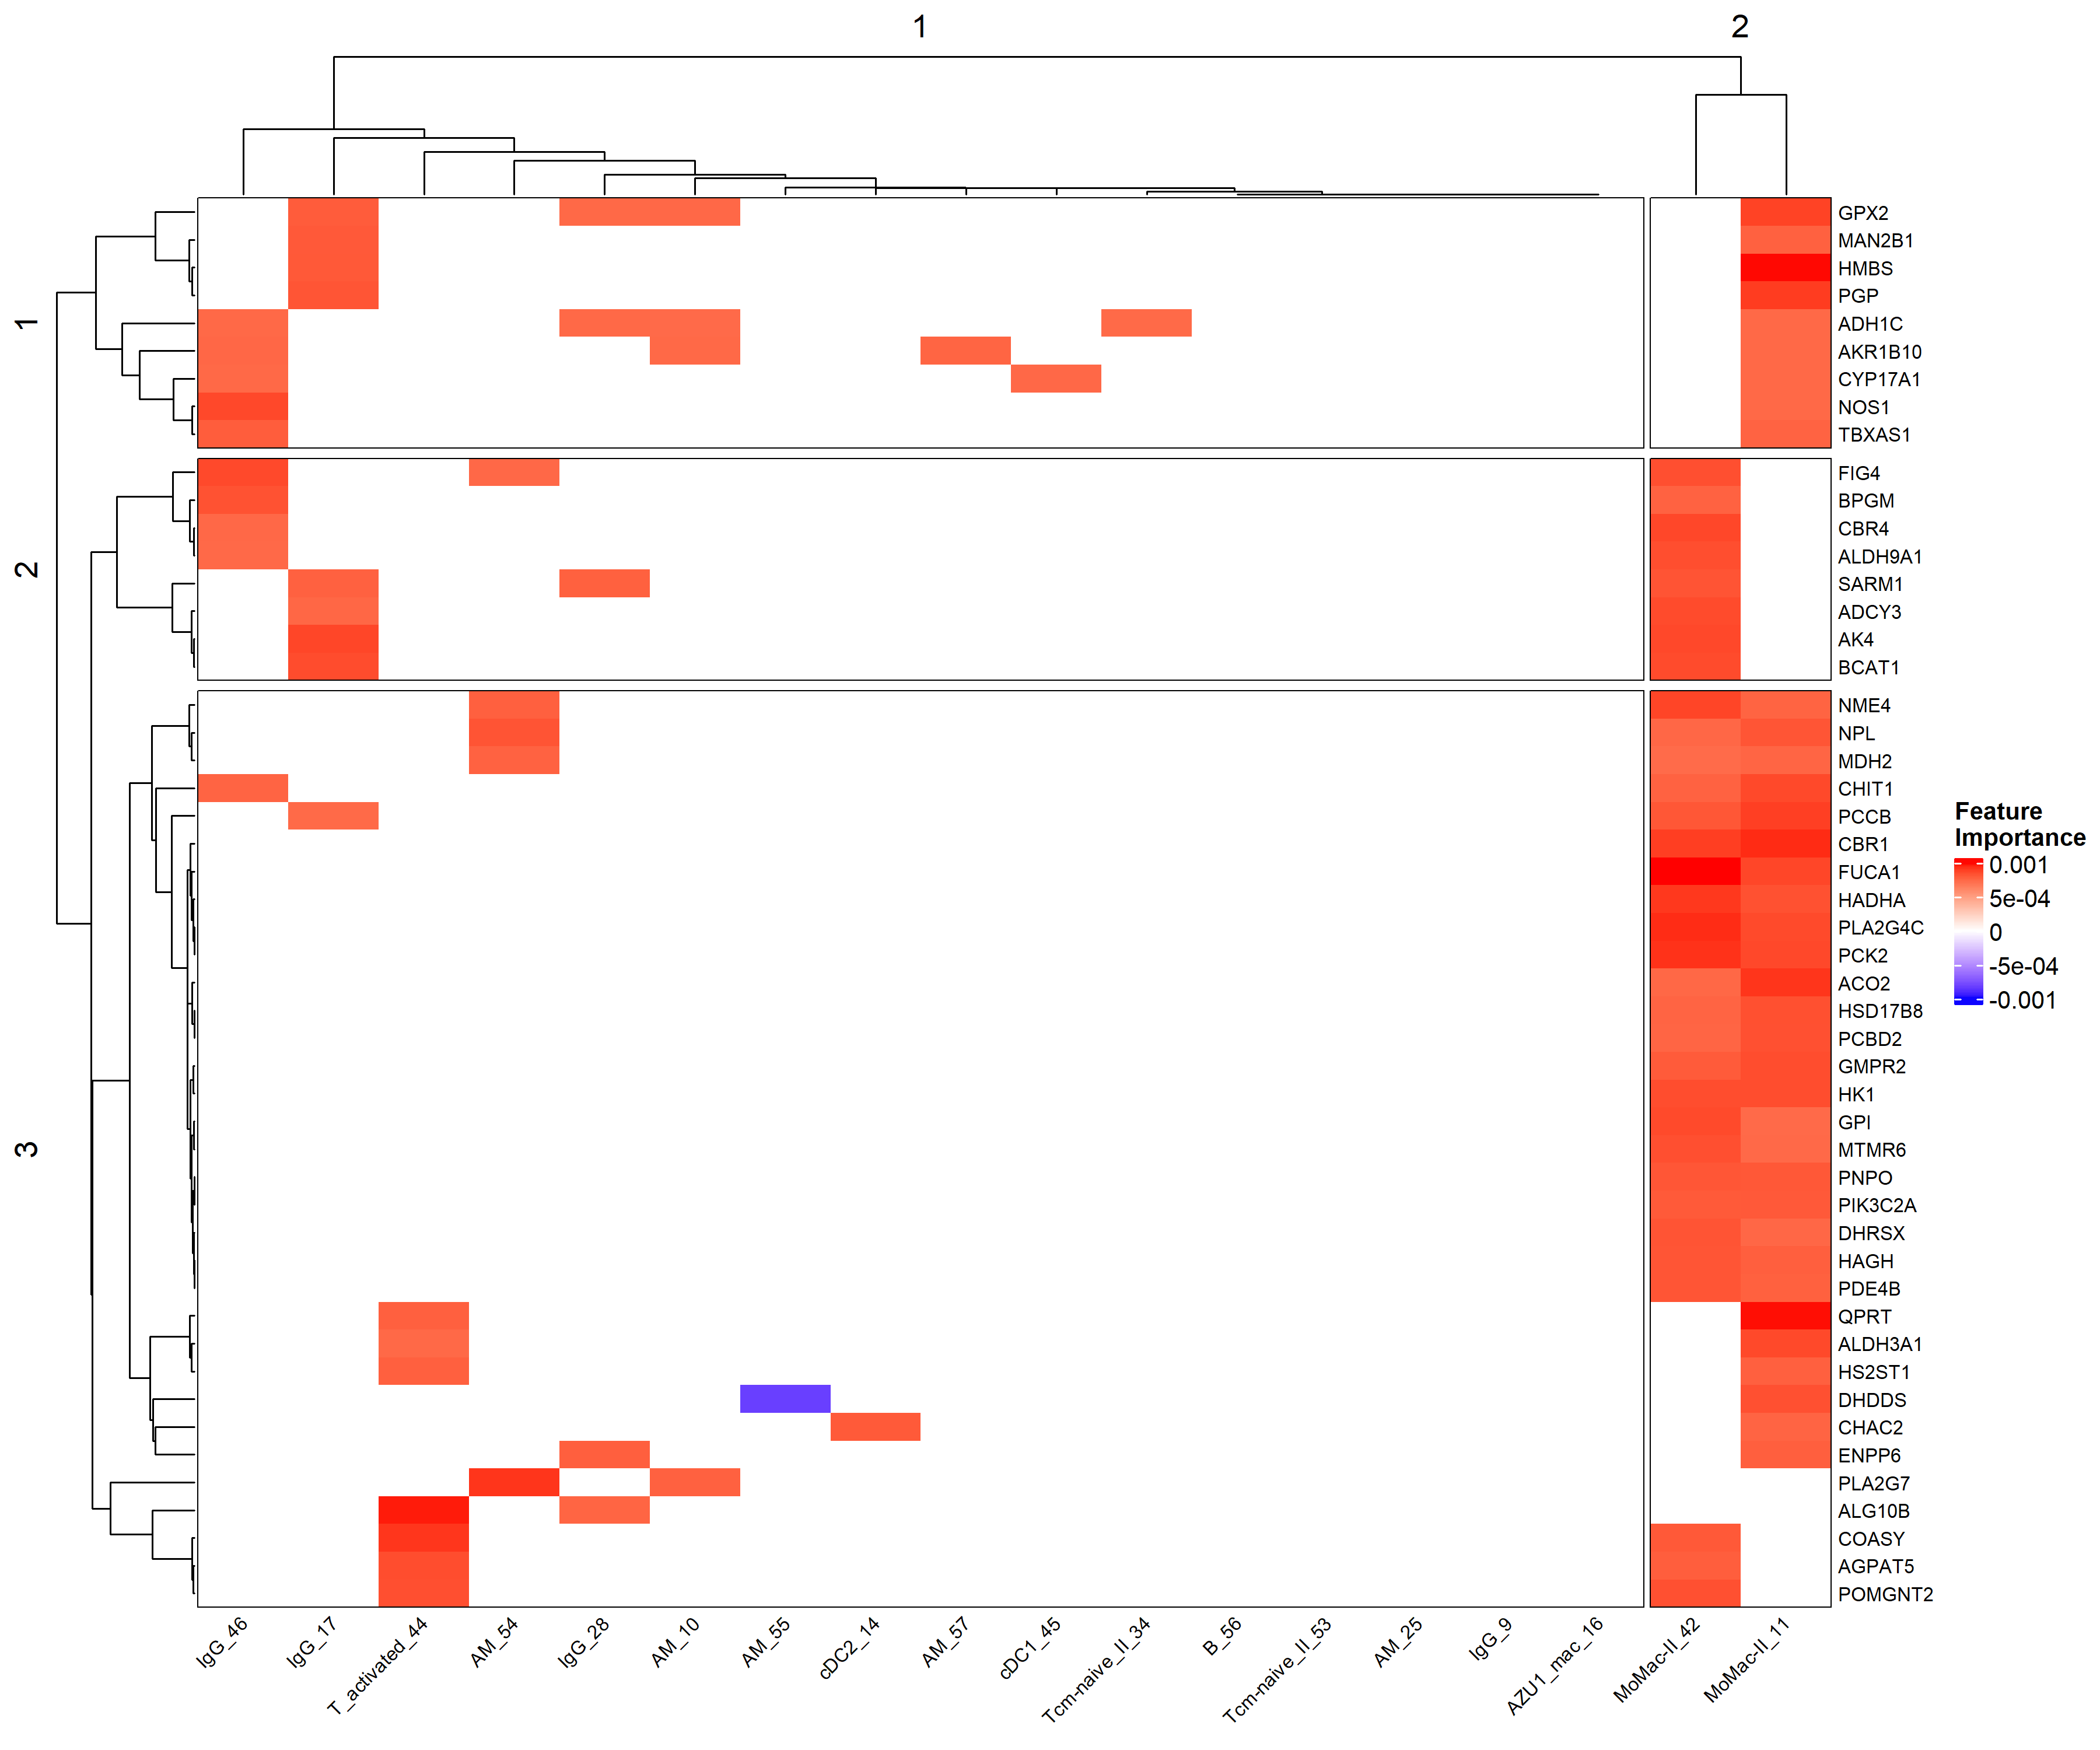 1
2
1
2
3
GPX2
MAN2B1
HMBS
PGP
ADH1C
AKR1B10
CYP17A1
NOS1
TBXAS1
FIG4
BPGM
CBR4
ALDH9A1
SARM1
ADCY3
AK4
BCAT1
NME4
NPL
MDH2
CHIT1
PCCB
CBR1
FUCA1
HADHA
PLA2G4C
PCK2
ACO2
HSD17B8
PCBD2
GMPR2
HK1
GPI
MTMR6
PNPO
PIK3C2A
DHRSX
HAGH
PDE4B
QPRT
ALDH3A1
HS2ST1
DHDDS
CHAC2
ENPP6
PLA2G7
ALG10B
COASY
AGPAT5
POMGNT2
Feature
Importance
0.001
5e-04
0
-5e-04
-0.001
IgG_46
IgG_17
T_activated_44
AM_54
IgG_28
AM_10
AM_55
cDC2_14
AM_57
cDC1_45
Tcm-naive_II_34
B_56
Tcm-naive_II_53
AM_25
IgG_9
AZU1_mac_16
MoMac-II_42
MoMac-II_11